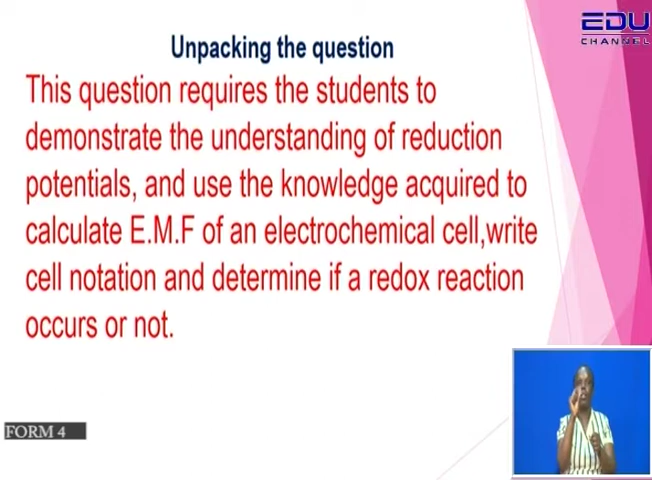 EDU
CHANNEL
Unpacking the question
This question requires the students to
demonstrate the understanding of reduction
potentials, and use the knowledge acquired to
calculate E.M.F of an electrochemical cell,write
cell notation and determine if a redox reaction
occurs or not.
FORM 4